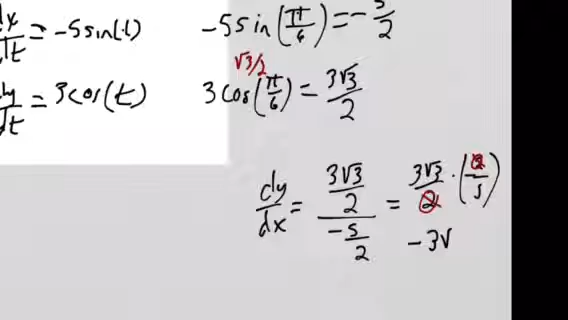 dx/dt = -5sin(t)    -5sin(π/6) = -5/2
√3/2
dy/dt = 3cos(t)    3cos(π/6) = 3√3/2
dy/dx = (3√3/2)/(-5/2) = 3√3/2 · (2/5)
-3√